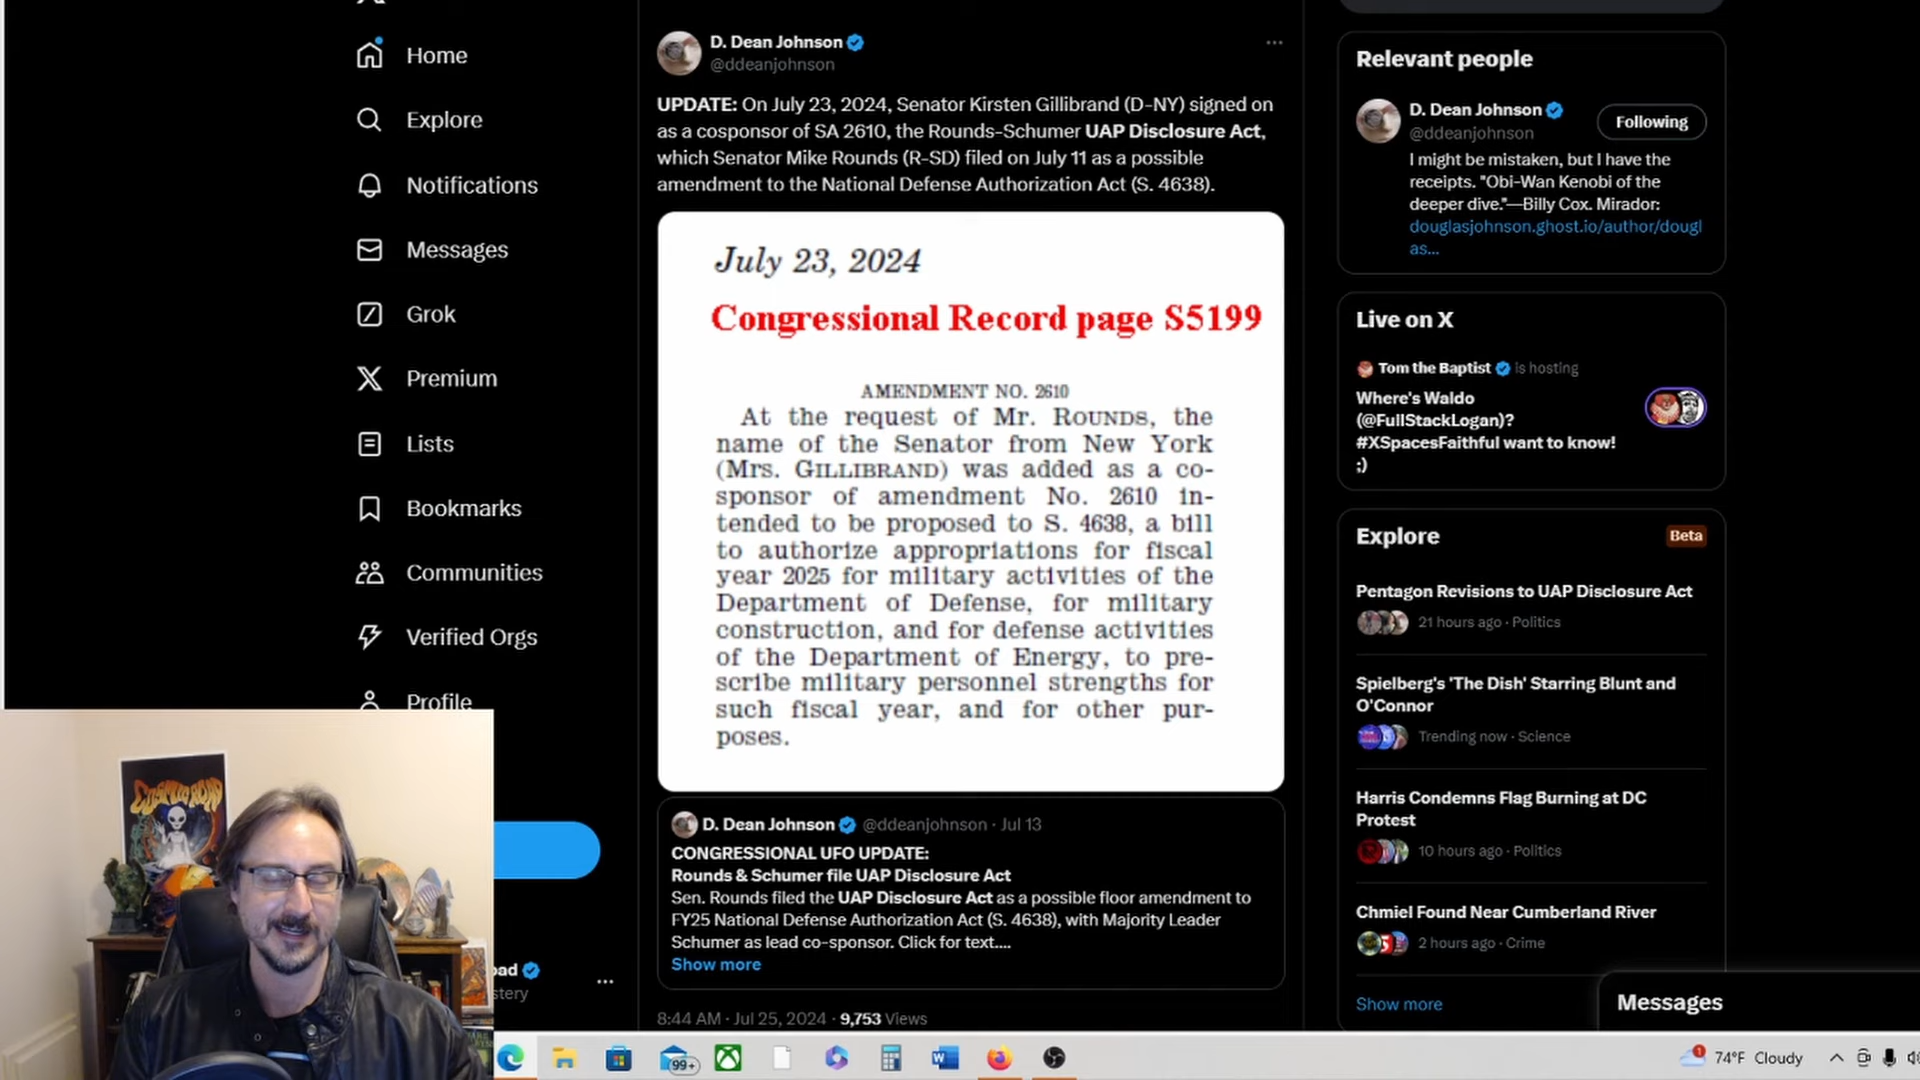 Home
Explore
Notifications
Messages
Grok
Premium
Lists
Bookmarks
Communities
Verified Orgs
Profile
D. Dean Johnson
@ddeanjohnson
UPDATE: On July 23, 2024, Senator Kirsten Gillibrand (D-NY) signed on
as a cosponsor of SA 2610, the Rounds-Schumer UAP Disclosure Act,
which Senator Mike Rounds (R-SD) filed on July 11 as a possible
amendment to the National Defense Authorization Act (S. 4638).
July 23, 2024
Congressional Record page S5199
AMENDMENT NO. 2610
At the request of Mr. ROUNDS, the
name of the Senator from New York
(Mrs. GILLIBRAND) was added as a co-
sponsor of amendment No. 2610 in-
tended to be proposed to S. 4638, a bill
to authorize appropriations for fiscal
year 2025 for military activities of the
Department of Defense, for military
construction, and for defense activities
of the Department of Energy, to pre-
scribe military personnel strengths for
such fiscal year, and for other pur-
poses.
D. Dean Johnson @ddeanjohnson · Jul 13
CONGRESSIONAL UFO UPDATE:
Rounds & Schumer file UAP Disclosure Act
Sen. Rounds filed the UAP Disclosure Act as a possible floor amendment to
FY25 National Defense Authorization Act (S. 4638), with Majority Leader
Schumer as lead co-sponsor. Click for text....
Show more
8:44 AM · Jul 25, 2024 · 9,753 Views
Relevant people
D. Dean Johnson
@ddeanjohnson
Following
I might be mistaken, but I have the
receipts. "Obi-Wan Kenobi of the
deeper dive."—Billy Cox. Mirador:
douglasjohnson.ghost.io/author/dougl
as...
Live on X
Tom the Baptist is hosting
Where's Waldo
(@FullStackLogan)?
#XSpacesFaithful want to know!
;)
Explore
Beta
Pentagon Revisions to UAP Disclosure Act
21 hours ago · Politics
Spielberg's 'The Dish' Starring Blunt and
O'Connor
Trending now · Science
Harris Condemns Flag Burning at DC
Protest
10 hours ago · Politics
Chmiel Found Near Cumberland River
2 hours ago · Crime
Show more
Messages
COSMIC ROAD
oad
stery
99+
1
74°F Cloudy